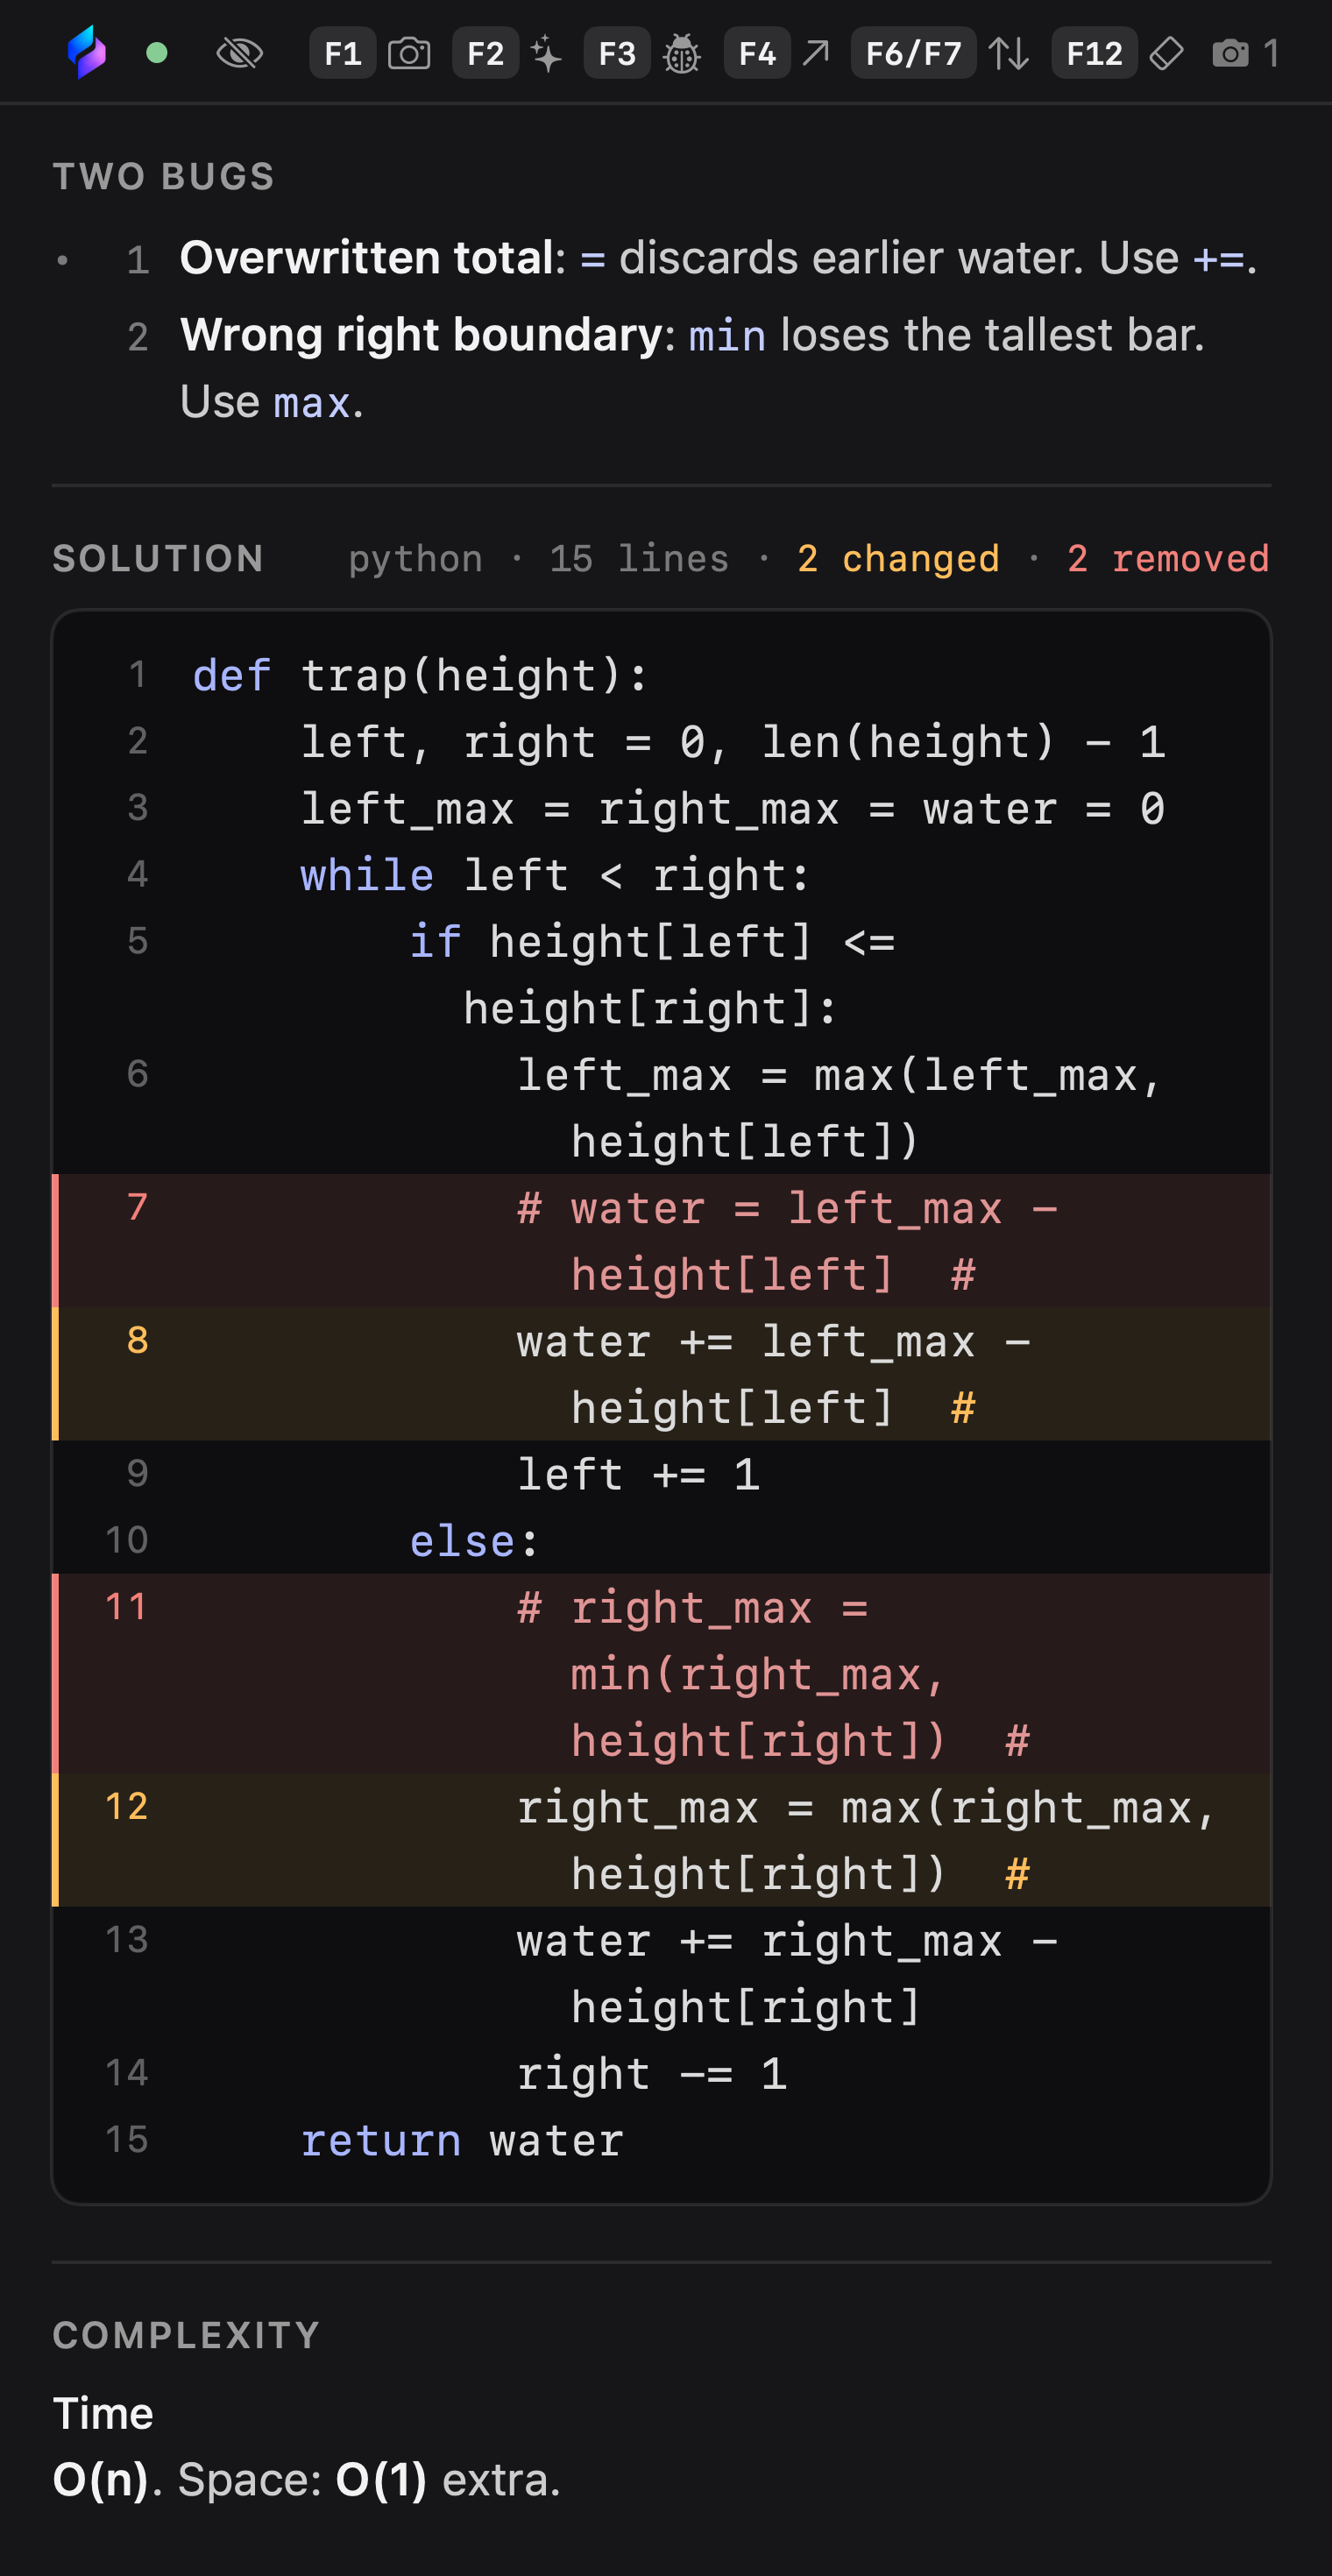 F1 F2 F3 F4 F6/F7 F12 1
TWO BUGS
• 1 Overwritten total: = discards earlier water. Use +=.
2 Wrong right boundary: min loses the tallest bar.
Use max.
SOLUTION python · 15 lines · 2 changed · 2 removed
1 def trap(height):
2 left, right = 0, len(height) - 1
3 left_max = right_max = water = 0
4 while left < right:
5 if height[left] <=
height[right]:
6 left_max = max(left_max,
height[left])
7 # water = left_max -
height[left]  #
8 water += left_max -
height[left]  #
9 left += 1
10 else:
11 # right_max =
min(right_max,
height[right])  #
12 right_max = max(right_max,
height[right])  #
13 water += right_max -
height[right]
14 right -= 1
15 return water
COMPLEXITY
Time
O(n). Space: O(1) extra.